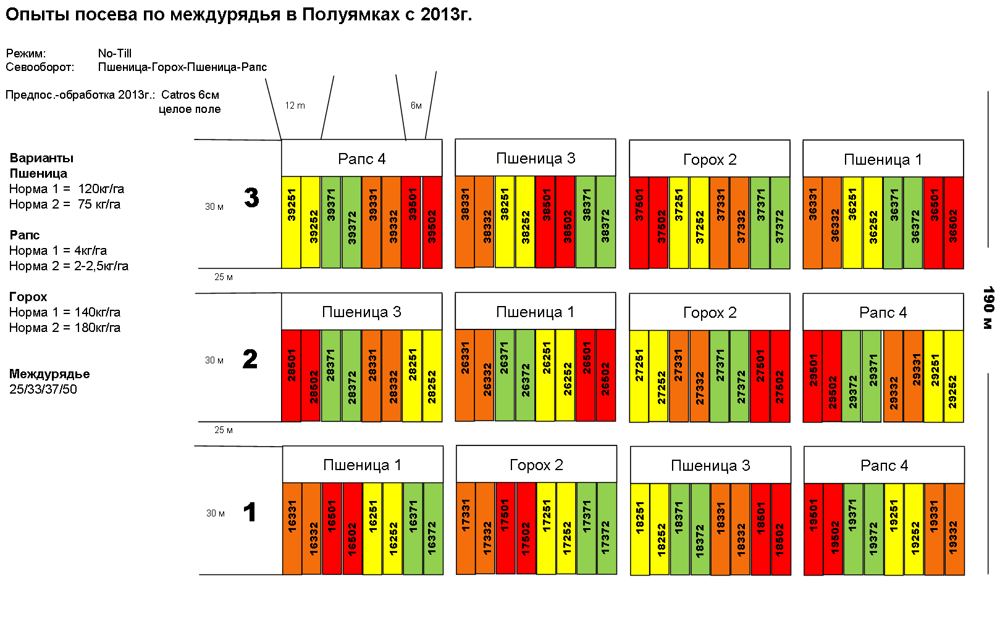 Опыты посева по междурядья в Полуямках с 2013г.
Режим: No-Till
Севооборот: Пшеница-Горох-Пшеница-Рапс
Предпос.-обработка 2013г.: Catros 6см
целое поле
12 m
6м
Варианты
Пшеница
Норма 1 = 120кг/га
Норма 2 = 75 кг/га
Рапс
Норма 1 = 4кг/га
Норма 2 = 2-2,5кг/га
Горох
Норма 1 = 140кг/га
Норма 2 = 180кг/га
Междурядье
25/33/37/50
190 м
30 м
3
Рапс 4
39251 39252 39371 39372 39331 39332 39501 39502
Пшеница 3
38331 38332 38251 38252 38501 38502 38371 38372
Горох 2
37501 37502 37251 37252 37331 37332 37371 37372
Пшеница 1
36331 36332 36251 36252 36371 36372 36501 36502
25 м
30 м
2
Пшеница 3
28501 28502 28371 28372 28331 28332 28251 28252
Пшеница 1
26331 26332 26371 26372 26251 26252 26501 26502
Горох 2
27251 27252 27331 27332 27371 27372 27501 27502
Рапс 4
29501 29502 29372 29371 29332 29331 29251 29252
25 м
30 м
1
Пшеница 1
16331 16332 16501 16502 16251 16252 16371 16372
Горох 2
17331 17332 17501 17502 17251 17252 17371 17372
Пшеница 3
18251 18252 18371 18372 18331 18332 18501 18502
Рапс 4
19501 19502 19371 19372 19251 19252 19331 19332